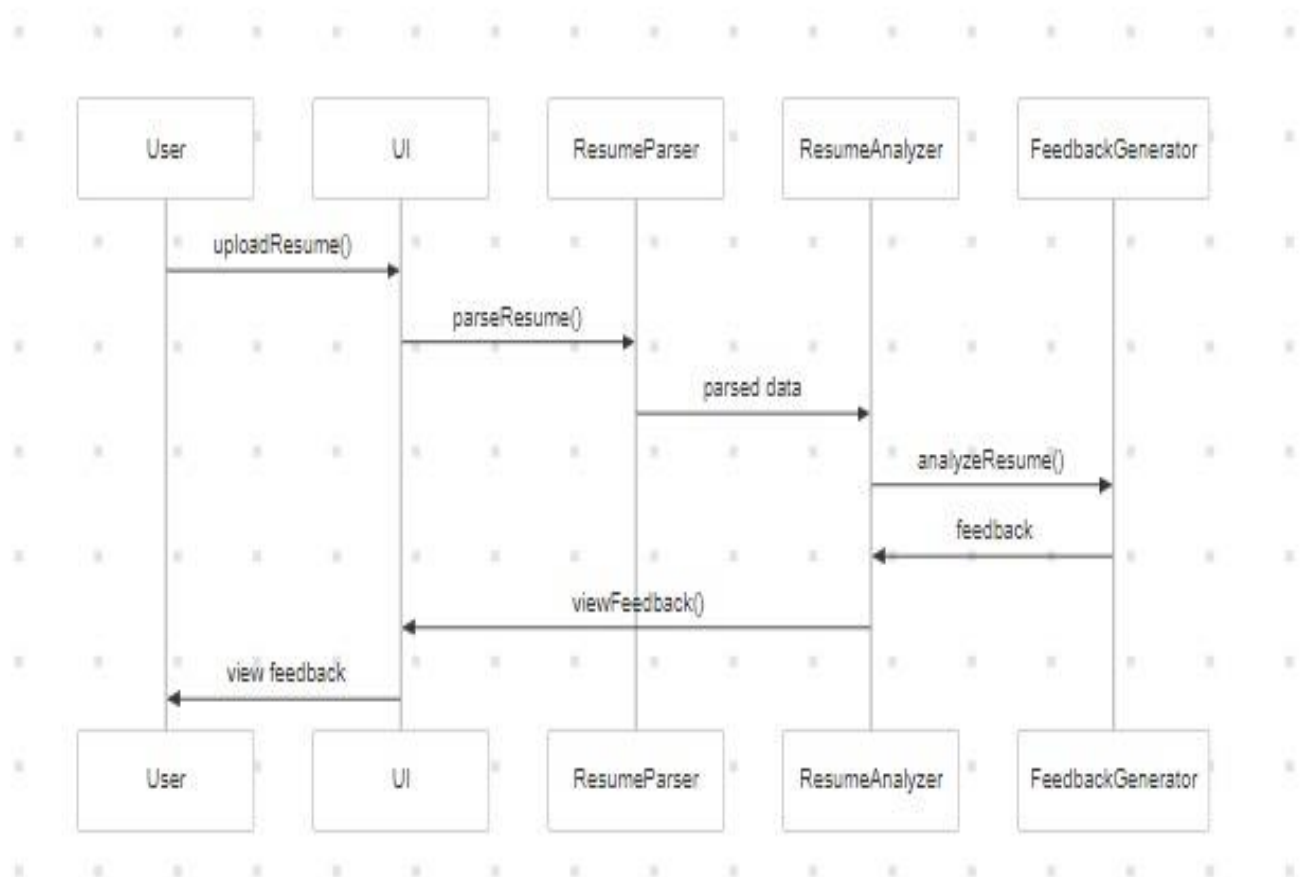 User
UI
ResumeParser
ResumeAnalyzer
FeedbackGenerator
uploadResume()
parseResume()
parsed data
analyzeResume()
feedback
viewFeedback()
view feedback
User
UI
ResumeParser
ResumeAnalyzer
FeedbackGenerator